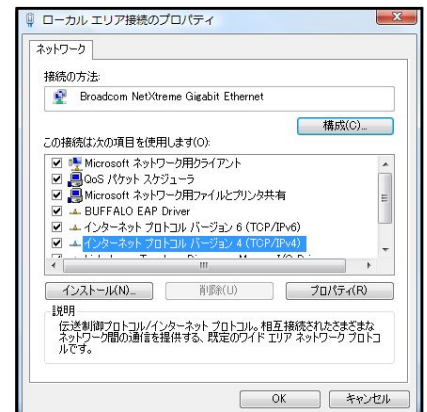 ローカル エリア接続のプロパティ
ネットワーク
接続の方法:
Broadcom NetXtreme Gigabit Ethernet
構成(C)...
この接続は次の項目を使用します(O):
Microsoft ネットワーク用クライアント
QoS パケット スケジューラ
Microsoft ネットワーク用ファイルとプリンタ共有
BUFFALO EAP Driver
インターネット プロトコル バージョン 6 (TCP/IPv6)
インターネット プロトコル バージョン 4 (TCP/IPv4)
インストール(N)...
削除(U)
プロパティ(R)
説明
伝送制御プロトコル/インターネット プロトコル。相互接続されたさまざまな
ネットワーク間の通信を提供する、既定のワイド エリア ネットワーク プロトコ
ルです。
OK
キャンセル